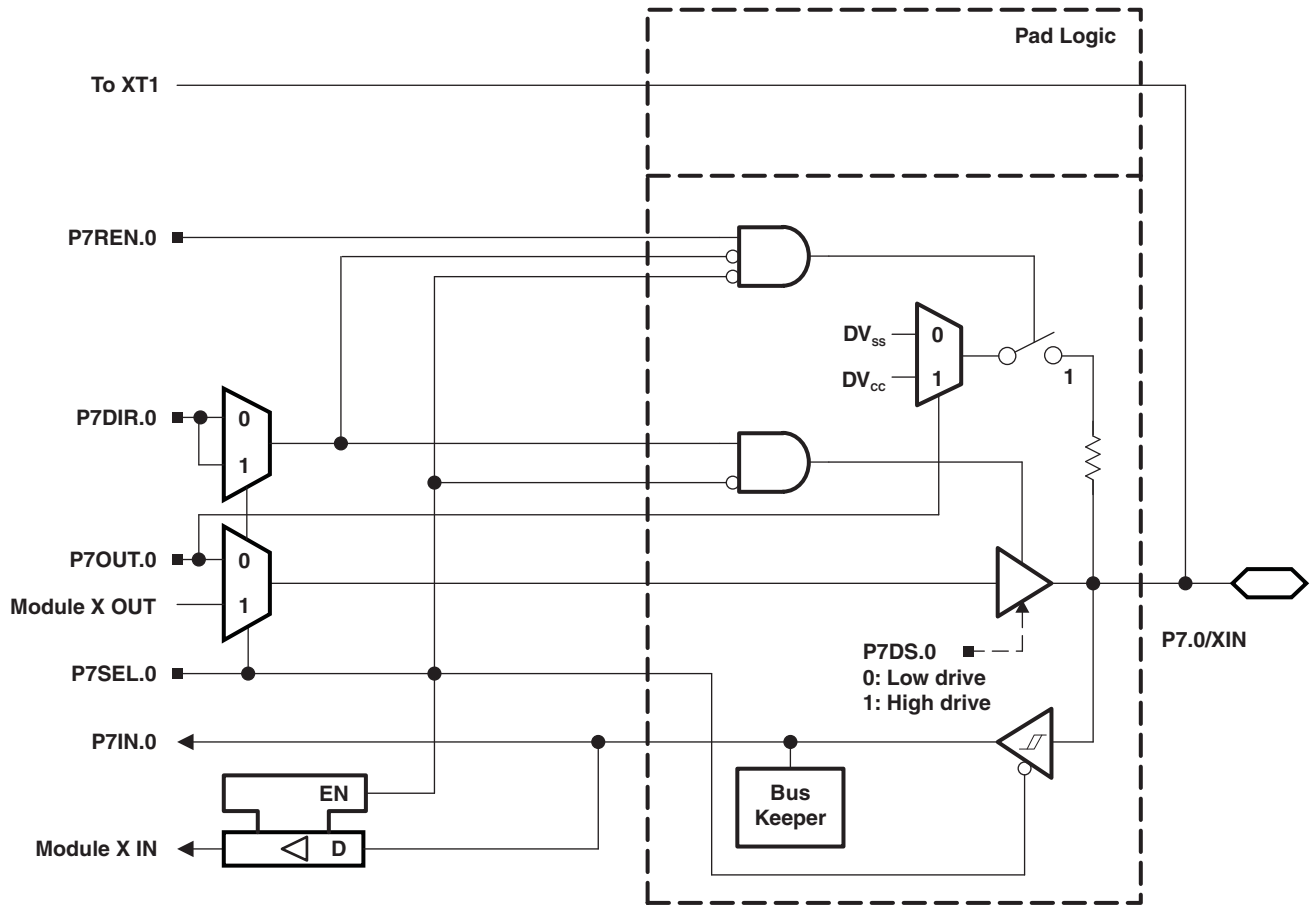 Pad Logic
To XT1
P7REN.0
DVSS
0
DVCC
1
1
P7DIR.0
0
1
P7OUT.0
0
Module X OUT
1
P7DS.0
0: Low drive
1: High drive
P7.0/XIN
P7SEL.0
P7IN.0
EN
Bus
Keeper
Module X IN
D